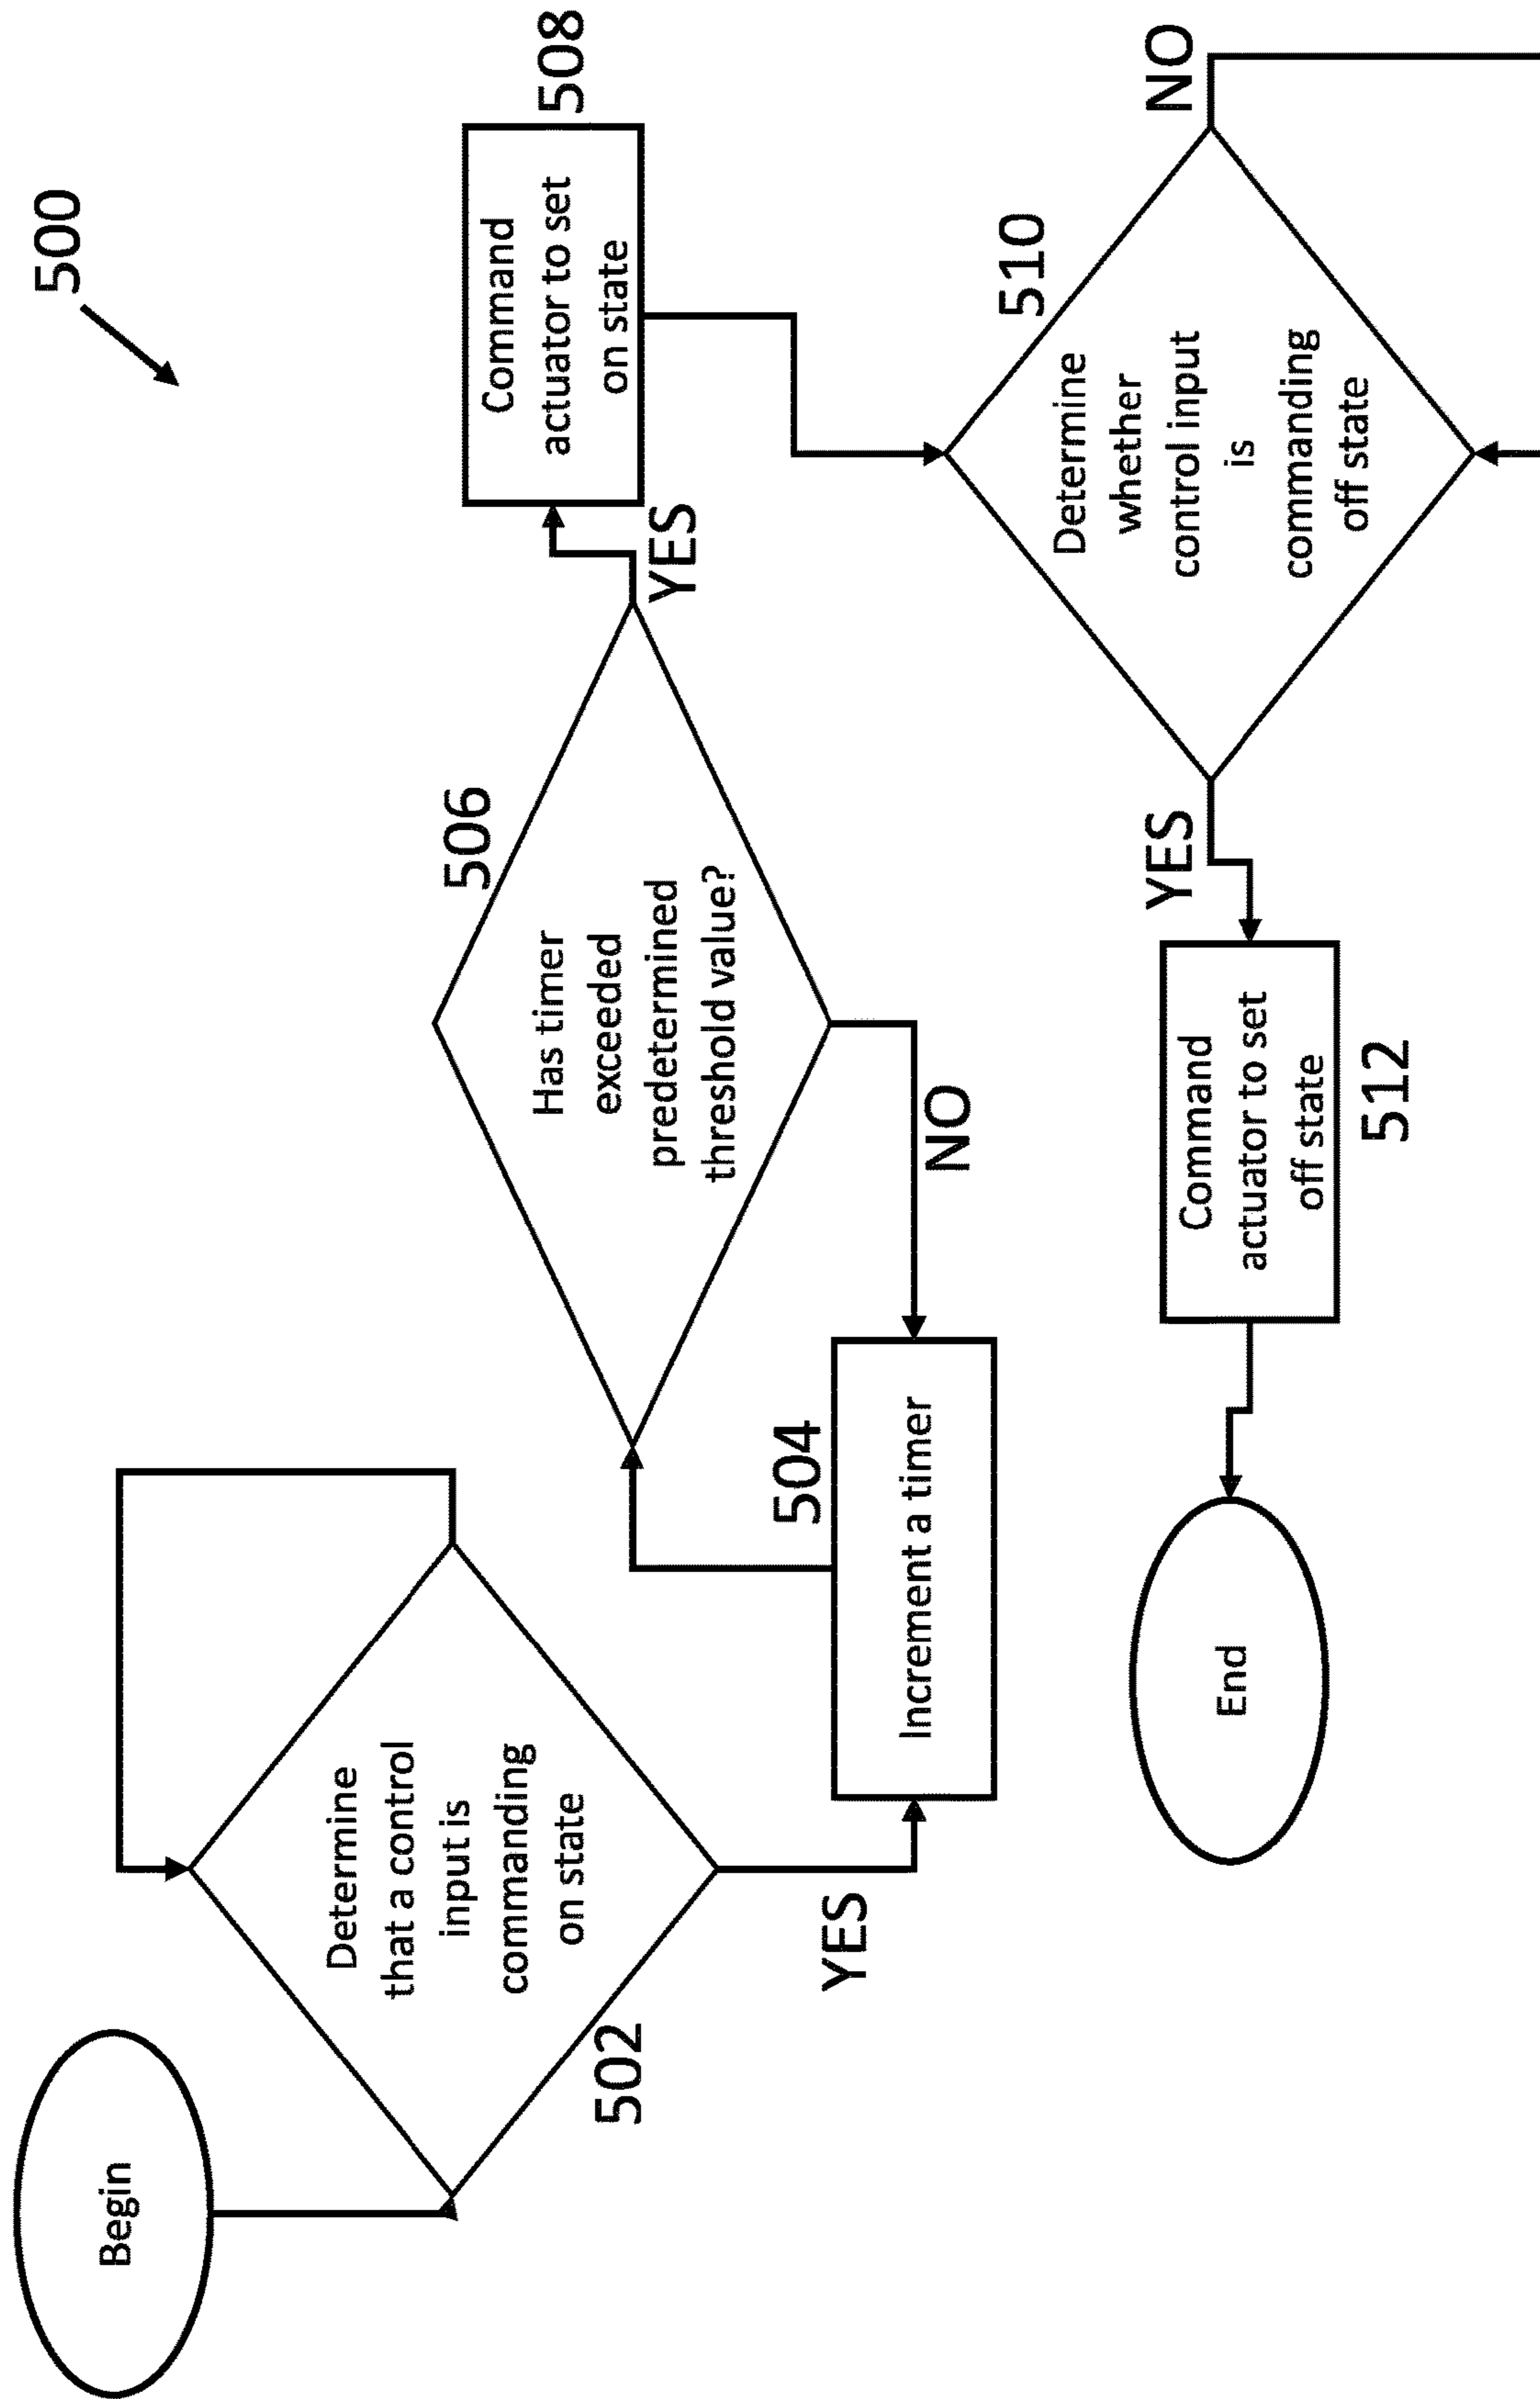 500
Begin
Determine
that a control
input is
commanding
on state
502
YES
504
Increment a timer
506
Has timer
exceeded
predetermined
threshold value?
NO
YES
508
Command
actuator to set
on state
510
Determine
whether
control input
is
commanding
off state
NO
YES
Command
actuator to set
off state
512
End